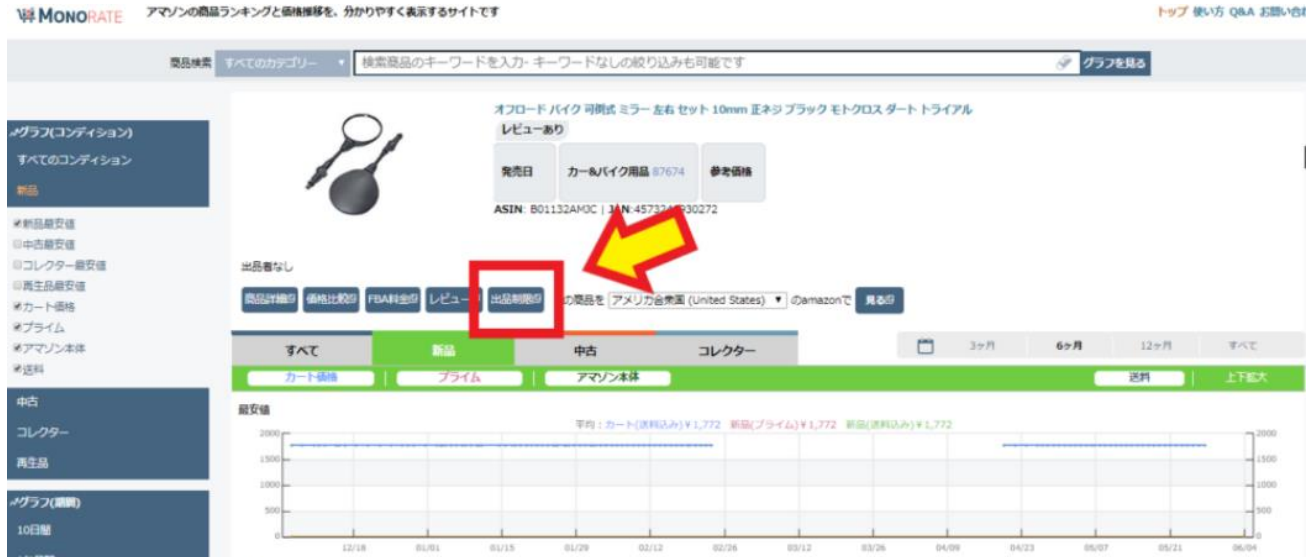 MONORATE
アマゾンの商品ランキングと価格推移を、分かりやすく表示するサイトです
トップ 使い方 Q&A お問い合わ
商品検索 すべてのカテゴリー ▼ 検索商品のキーワードを入力- キーワードなしの絞り込みも可能です グラフを見る
オフロード バイク 可倒式 ミラー 左右 セット 10mm 正ネジ ブラック モトクロス ダート トライアル
レビューあり
発売日 カー&バイク用品 87674 参考価格
ASIN: B01132AMJC
グラフ(コンディション)
すべてのコンディション
新品
新品最安値
中古最安値
コレクター最安値
再生品最安値
カート価格
プライム
アマゾン本体
送料
中古
コレクター
再生品
グラフ(期間)
10日間
出品者なし
商品詳細 価格比較 FBA料金 レビュー 出品制限 の商品を アメリカ合衆国 (United States) ▼ のamazonで 見る
すべて 新品 中古 コレクター 3ヶ月 6ヶ月 12ヶ月 すべて
カート価格 プライム アマゾン本体 送料 上下拡大
最安値
平均 : カート(送料込み)¥1,772 新品(プライム)¥1,772 新品(送料込み)¥1,772
2000 2000
1500 1500
1000 1000
500 500
0 0
12/18 01/01 01/15 01/29 02/12 02/26 03/12 03/26 04/09 04/23 05/07 05/21 06/04